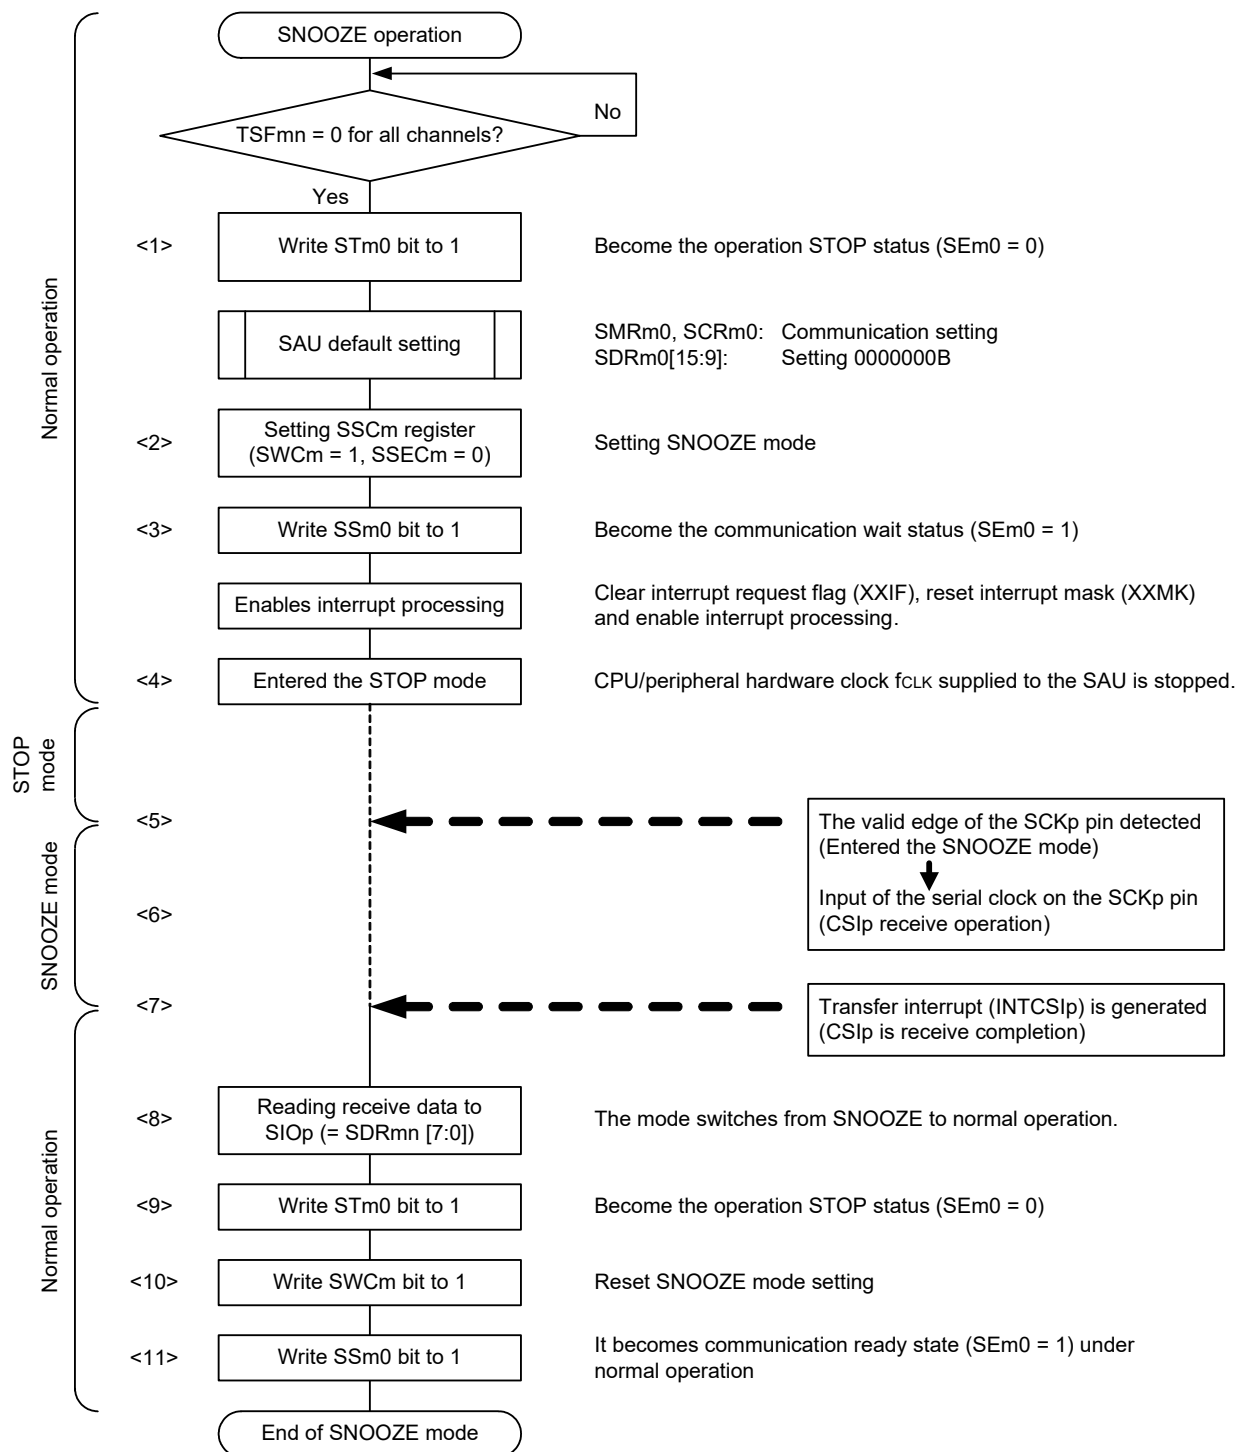 SNOOZE operation
No
TSFmn = 0 for all channels?
Yes
Normal operation
<1>
Write STm0 bit to 1
Become the operation STOP status (SEm0 = 0)
SAU default setting
SMRm0, SCRm0: Communication setting
SDRm0[15:9]: Setting 0000000B
<2>
Setting SSCm register
(SWCm = 1, SSECm = 0)
Setting SNOOZE mode
<3>
Write SSm0 bit to 1
Become the communication wait status (SEm0 = 1)
Enables interrupt processing
Clear interrupt request flag (XXIF), reset interrupt mask (XXMK)
and enable interrupt processing.
<4>
Entered the STOP mode
CPU/peripheral hardware clock fCLK supplied to the SAU is stopped.
STOP
mode
<5>
The valid edge of the SCKp pin detected
(Entered the SNOOZE mode)
SNOOZE mode
<6>
Input of the serial clock on the SCKp pin
(CSIp receive operation)
<7>
Transfer interrupt (INTCSIp) is generated
(CSIp is receive completion)
Normal operation
<8>
Reading receive data to
SIOp (= SDRmn [7:0])
The mode switches from SNOOZE to normal operation.
<9>
Write STm0 bit to 1
Become the operation STOP status (SEm0 = 0)
<10>
Write SWCm bit to 1
Reset SNOOZE mode setting
<11>
Write SSm0 bit to 1
It becomes communication ready state (SEm0 = 1) under
normal operation
End of SNOOZE mode